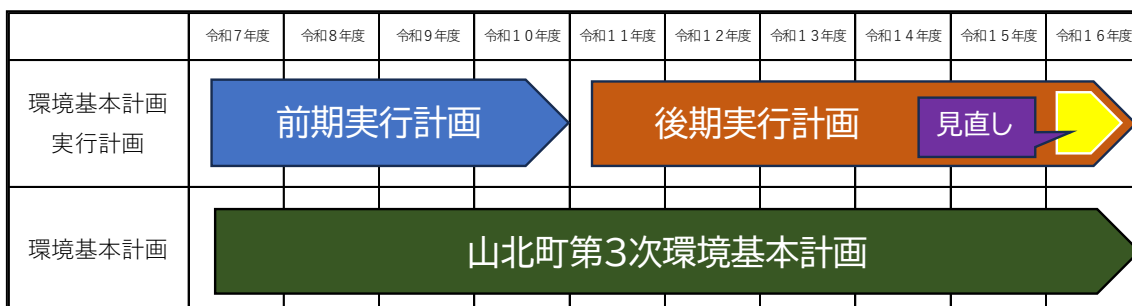 令和7年度 令和8年度 令和9年度 令和10年度 令和11年度 令和12年度 令和13年度 令和14年度 令和15年度 令和16年度
環境基本計画
実行計画
前期実行計画
後期実行計画
見直し
環境基本計画
山北町第3次環境基本計画